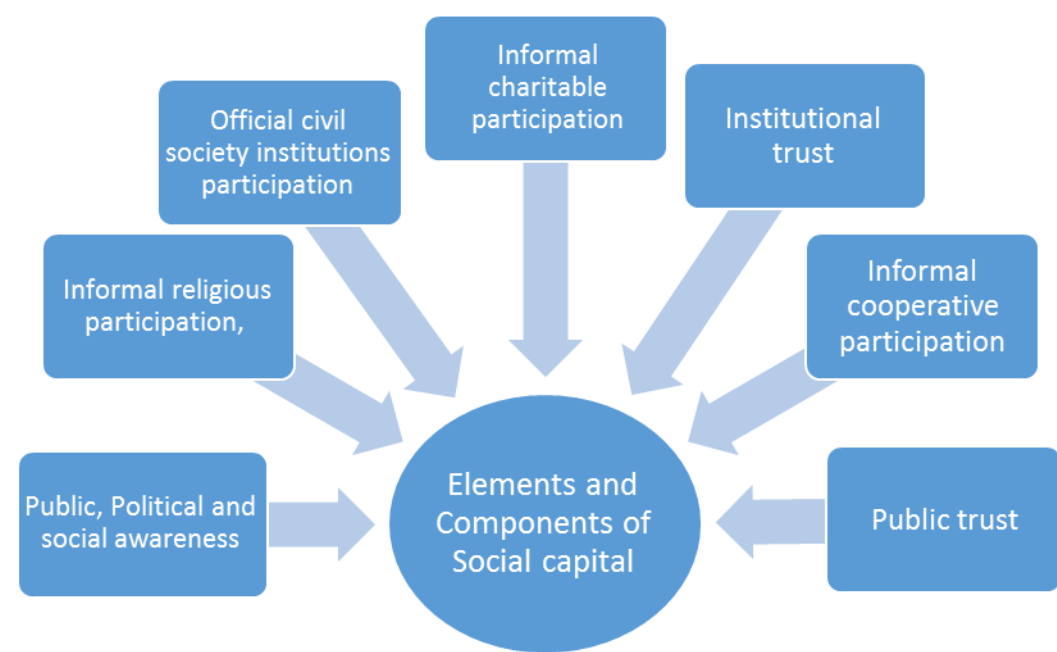 Informal
charitable
participation
Official civil
society institutions
participation
Institutional
trust
Informal religious
participation,
Informal
cooperative
participation
Public, Political and
social awareness
Elements and
Components of
Social capital
Public trust